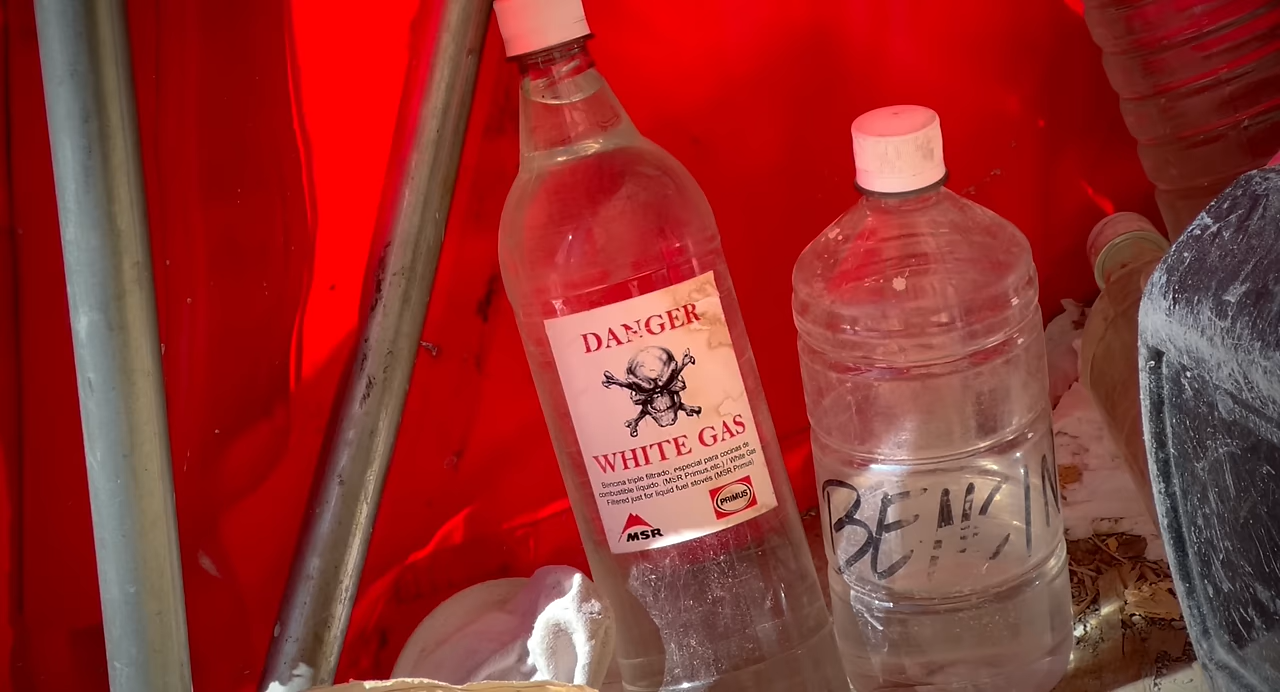 DANGER
WHITE GAS
Bencina triple filtrado, especial para cocinas de
combustible líquido. (MSR Primus,etc.) / White Gas
Filtered just for liquid fuel stoves (MSR Primus)
PRIMUS
MSR